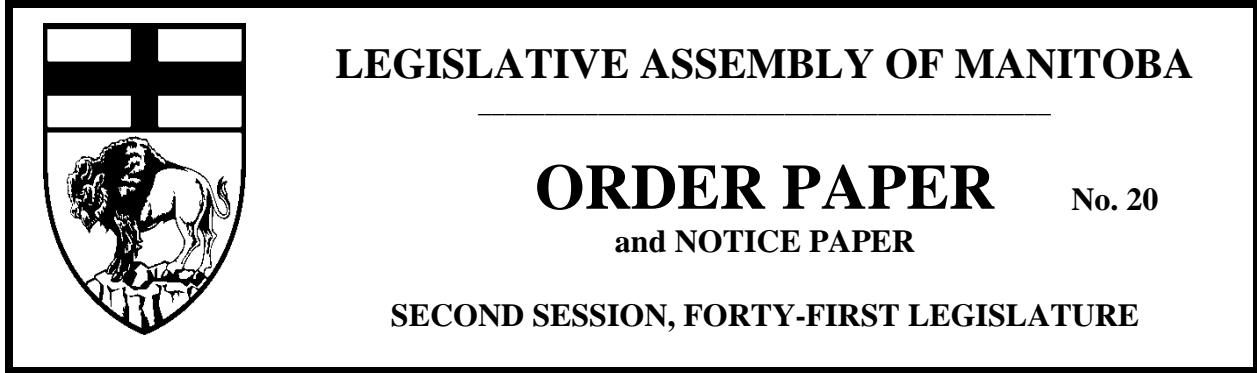 LEGISLATIVE ASSEMBLY OF MANITOBA
ORDER PAPER No. 20
and NOTICE PAPER
SECOND SESSION, FORTY-FIRST LEGISLATURE